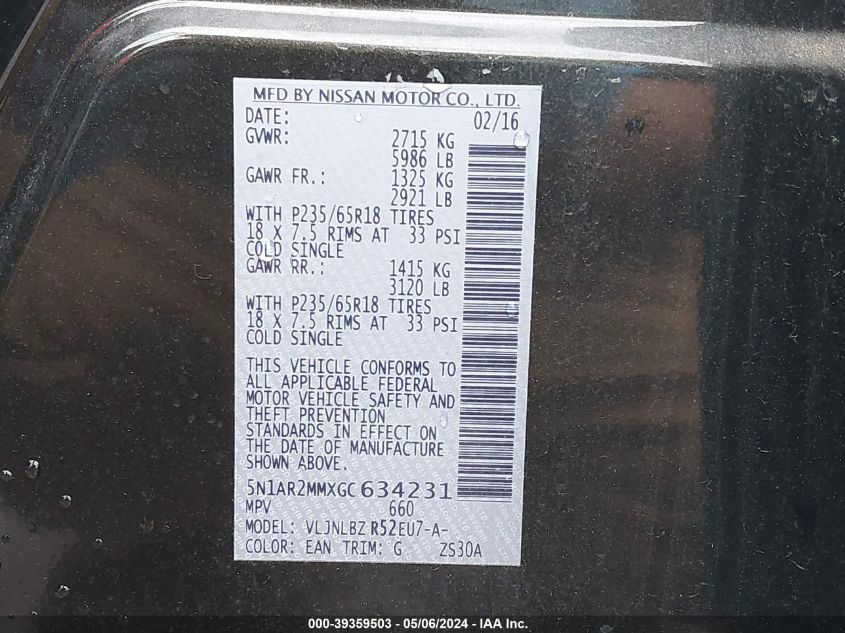 MFD BY NISSAN MOTOR CO., LTD.
DATE: 02/16
GVWR: 2715 KG
5986 LB
GAWR FR.: 1325 KG
2921 LB
WITH P235/65R18 TIRES
18 X 7.5 RIMS AT 33 PSI
COLD SINGLE
GAWR RR.: 1415 KG
3120 LB
WITH P235/65R18 TIRES
18 X 7.5 RIMS AT 33 PSI
COLD SINGLE
THIS VEHICLE CONFORMS TO
ALL APPLICABLE FEDERAL
MOTOR VEHICLE SAFETY AND
THEFT PREVENTION
STANDARDS IN EFFECT ON
THE DATE OF MANUFACTURE
SHOWN ABOVE.
5N1AR2MMXGC634231
MPV 660
MODEL: VLJNLBZ R52EU7-A-
COLOR: EAN TRIM: G ZS30A
000-39359503 - 05/06/2024 - IAA Inc.